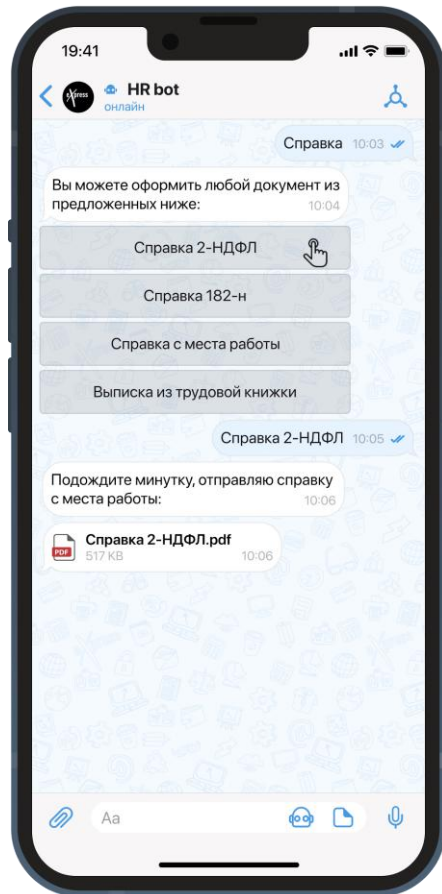 19:41
eXpress
HR bot
онлайн
Справка 10:03
Вы можете оформить любой документ из
предложенных ниже: 10:04
Справка 2-НДФЛ
Справка 182-н
Справка с места работы
Выписка из трудовой книжки
Справка 2-НДФЛ 10:05
Подождите минутку, отправляю справку
с места работы: 10:06
PDF
Справка 2-НДФЛ.pdf
517 KB 10:06
Aa